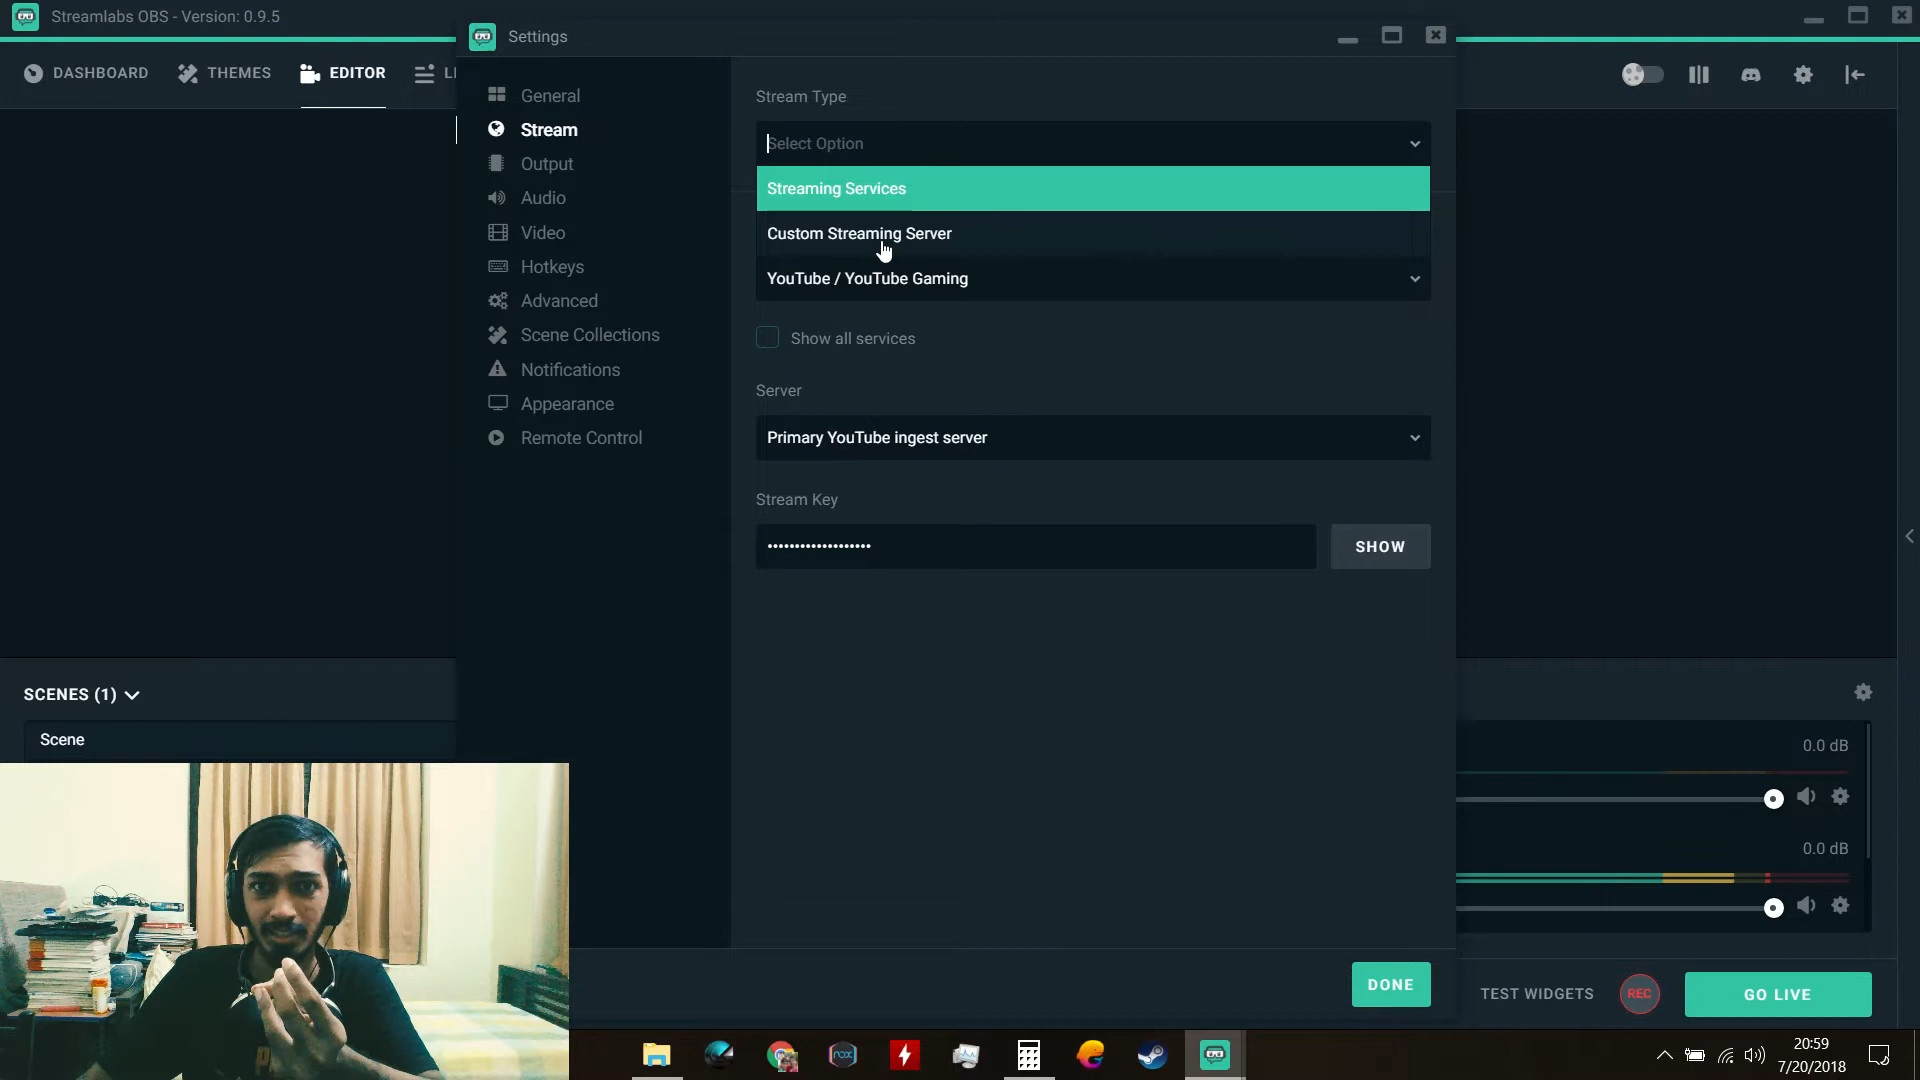 Streamlabs OBS - Version: 0.9.5
Settings
DASHBOARD
THEMES
EDITOR
LI
General
Stream
Output
Audio
Video
Hotkeys
Advanced
Scene Collections
Notifications
Appearance
Remote Control
Stream Type
Select Option
Streaming Services
Custom Streaming Server
YouTube / YouTube Gaming
Show all services
Server
Primary YouTube ingest server
Stream Key
SHOW
DONE
SCENES (1)
Scene
0.0 dB
0.0 dB
TEST WIDGETS
REC
GO LIVE
nox
20:59
7/20/2018